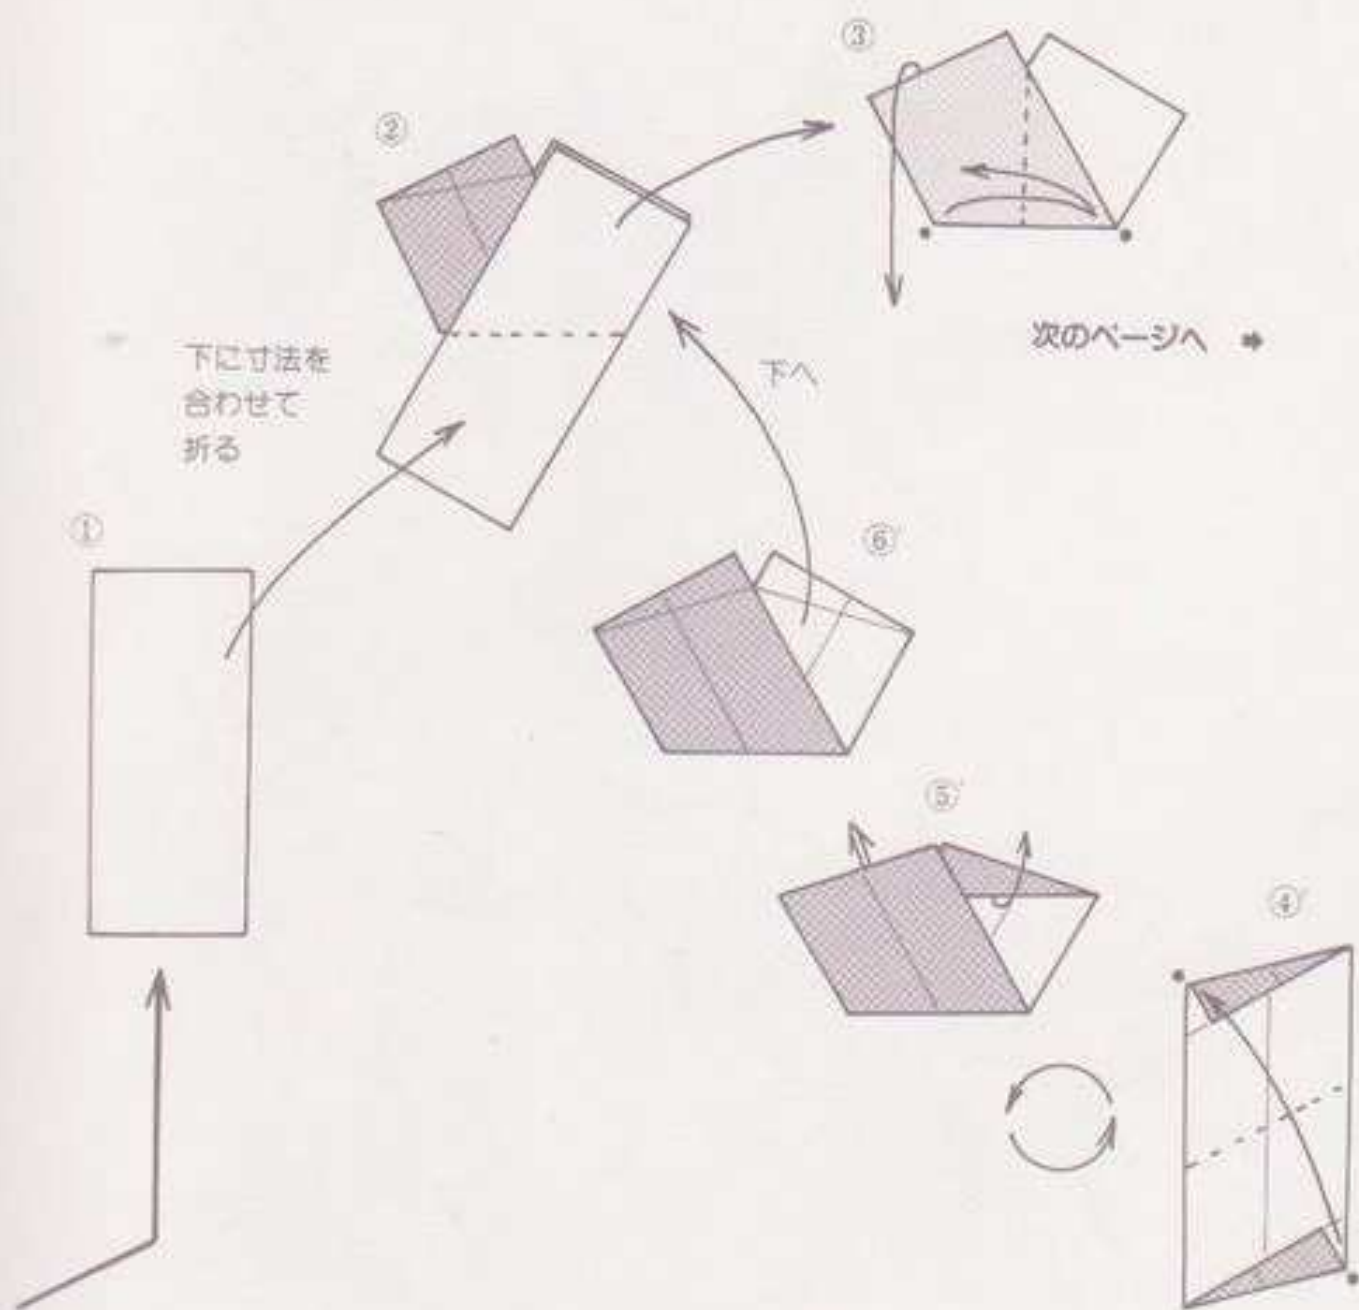 ③
②
次のページへ ➡
下に寸法を
合わせて
折る
下へ
①
⑥'
⑤'
④'